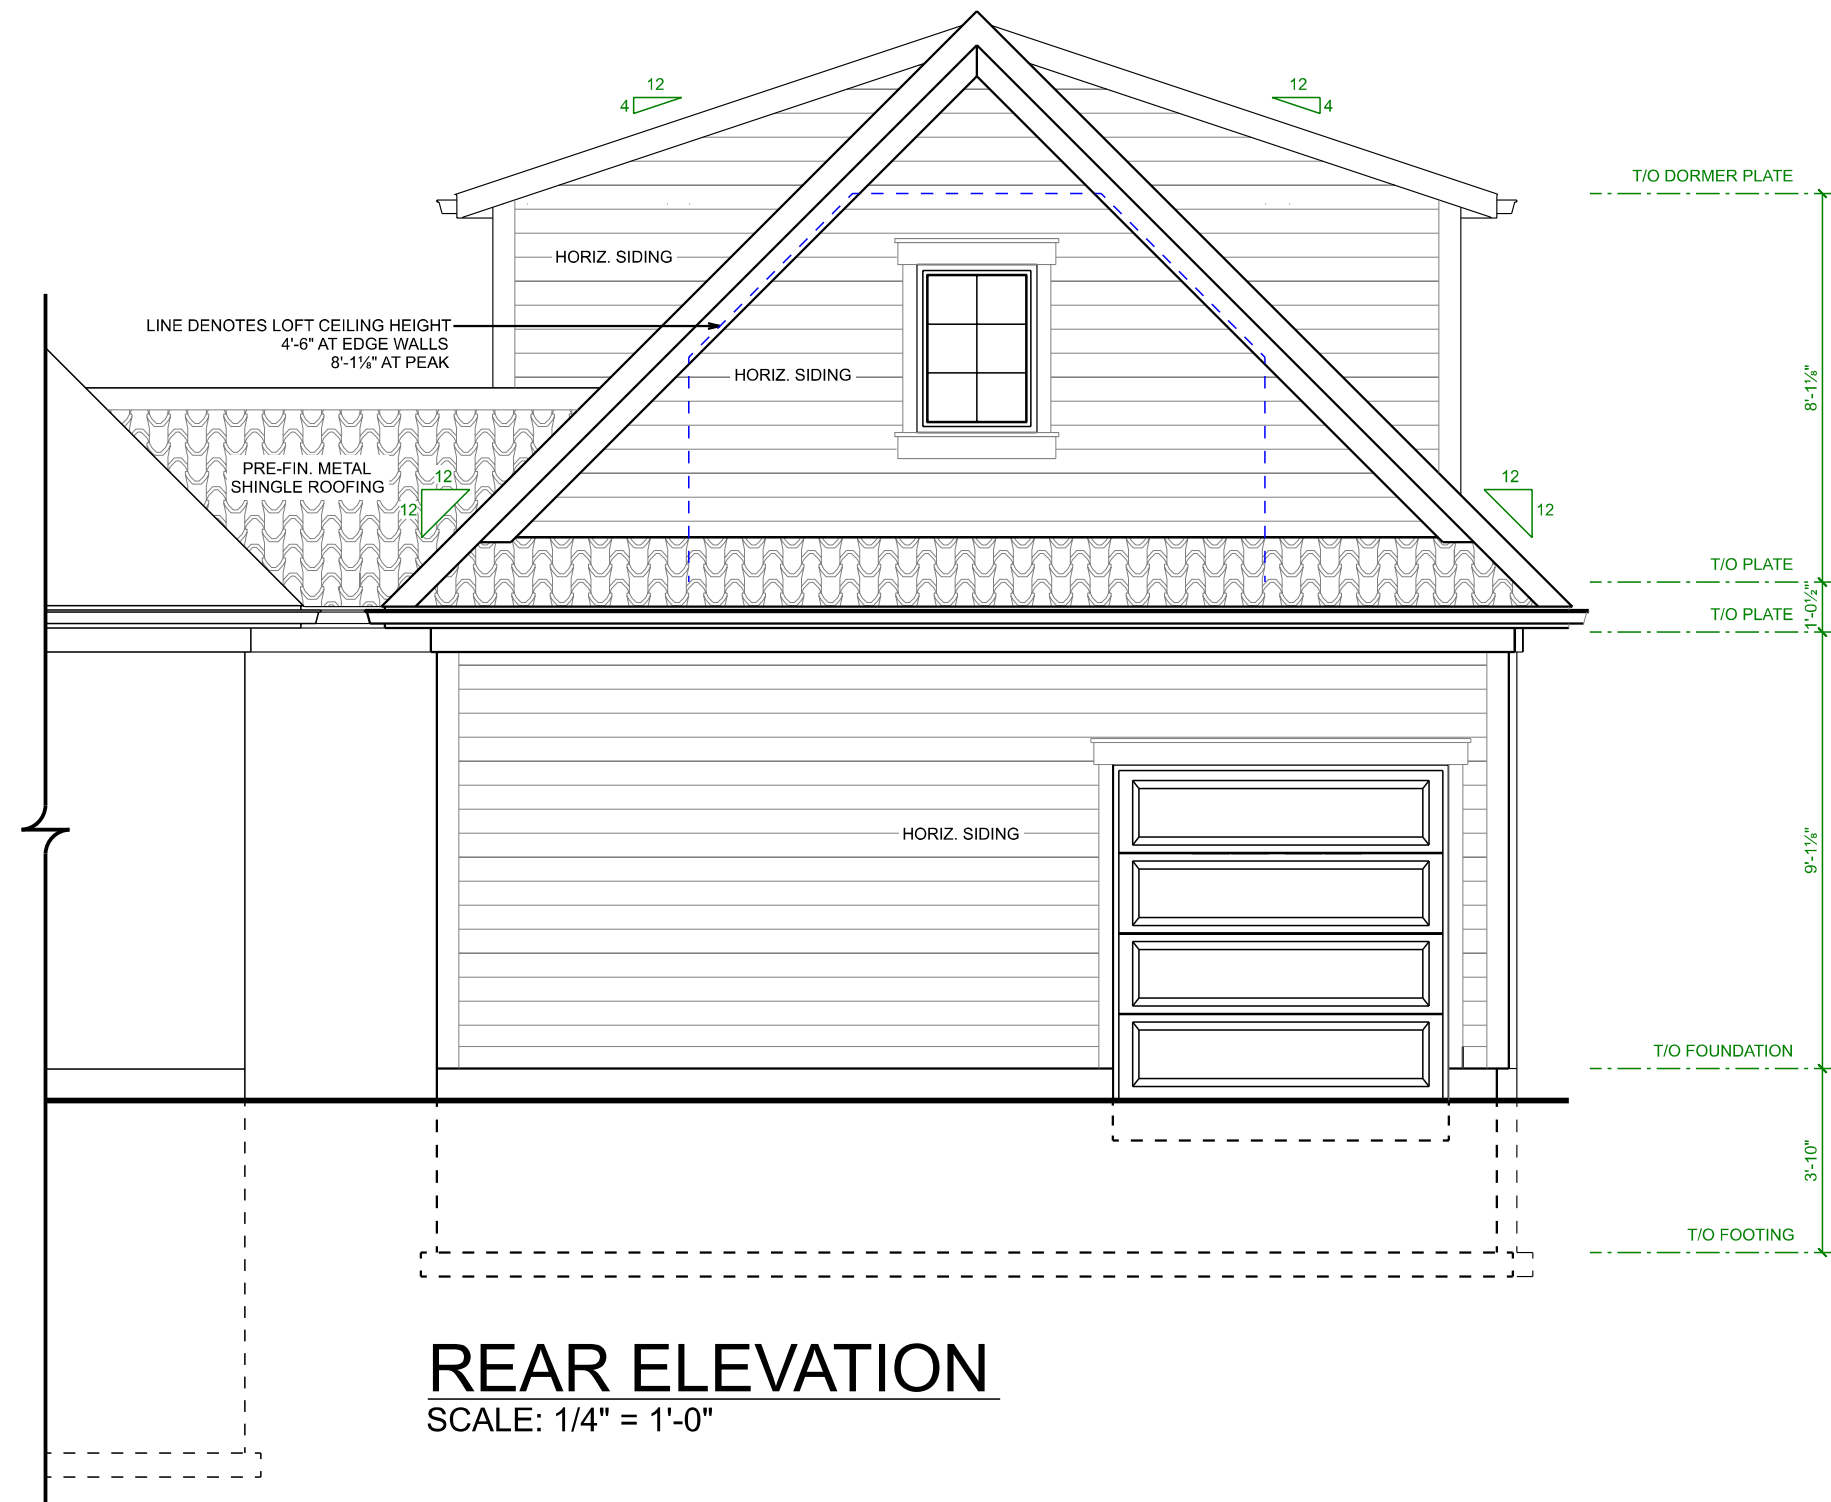 12
4
12
4
T/O DORMER PLATE
HORIZ. SIDING
LINE DENOTES LOFT CEILING HEIGHT
4'-6" AT EDGE WALLS
8'-1⅛" AT PEAK
HORIZ. SIDING
8'-1⅛"
PRE-FIN. METAL
SHINGLE ROOFING
12
12
12
12
T/O PLATE
1'-0½"
T/O PLATE
HORIZ. SIDING
9'-1⅛"
T/O FOUNDATION
3'-10"
T/O FOOTING
REAR ELEVATION
SCALE: 1/4" = 1'-0"